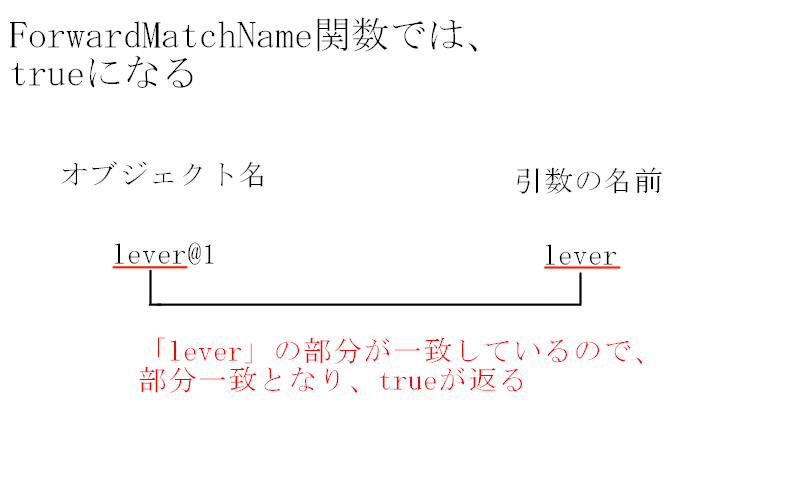 ForwardMatchName関数では、
trueになる
オブジェクト名
引数の名前
lever@1
lever
「lever」の部分が一致しているので、
部分一致となり、trueが返る